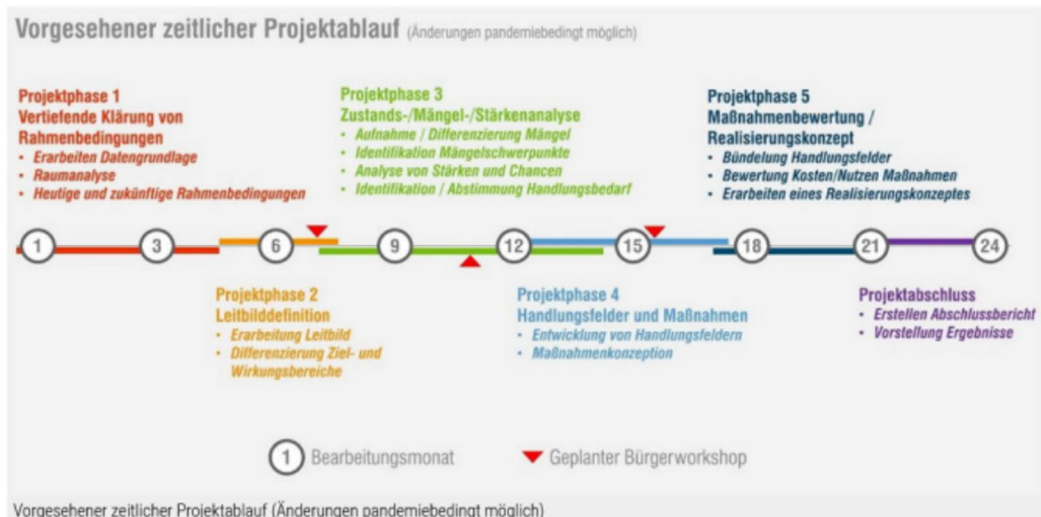 Vorgesehener zeitlicher Projektablauf (Änderungen pandemiebedingt möglich)
Projektphase 1
Vertiefende Klärung von
Rahmenbedingungen
• Erarbeiten Datengrundlage
• Raumanalyse
• Heutige und zukünftige Rahmenbedingungen
Projektphase 3
Zustands-/Mängel-/Stärkenanalyse
• Aufnahme / Differenzierung Mängel
• Identifikation Mängelschwerpunkte
• Analyse von Stärken und Chancen
• Identifikation / Abstimmung Handlungsbedarf
Projektphase 5
Maßnahmenbewertung /
Realisierungskonzept
• Bündelung Handlungsfelder
• Bewertung Kosten/Nutzen Maßnahmen
• Erarbeiten eines Realisierungskonzeptes
1 3 6 9 12 15 18 21 24
Projektphase 2
Leitbilddefinition
• Erarbeitung Leitbild
• Differenzierung Ziel- und
Wirkungsbereiche
Projektphase 4
Handlungsfelder und Maßnahmen
• Entwicklung von Handlungsfeldern
• Maßnahmenkonzeption
Projektabschluss
• Erstellen Abschlussbericht
• Vorstellung Ergebnisse
1 Bearbeitungsmonat
Geplanter Bürgerworkshop
Vorgesehener zeitlicher Projektablauf (Änderungen pandemiebedingt möglich)